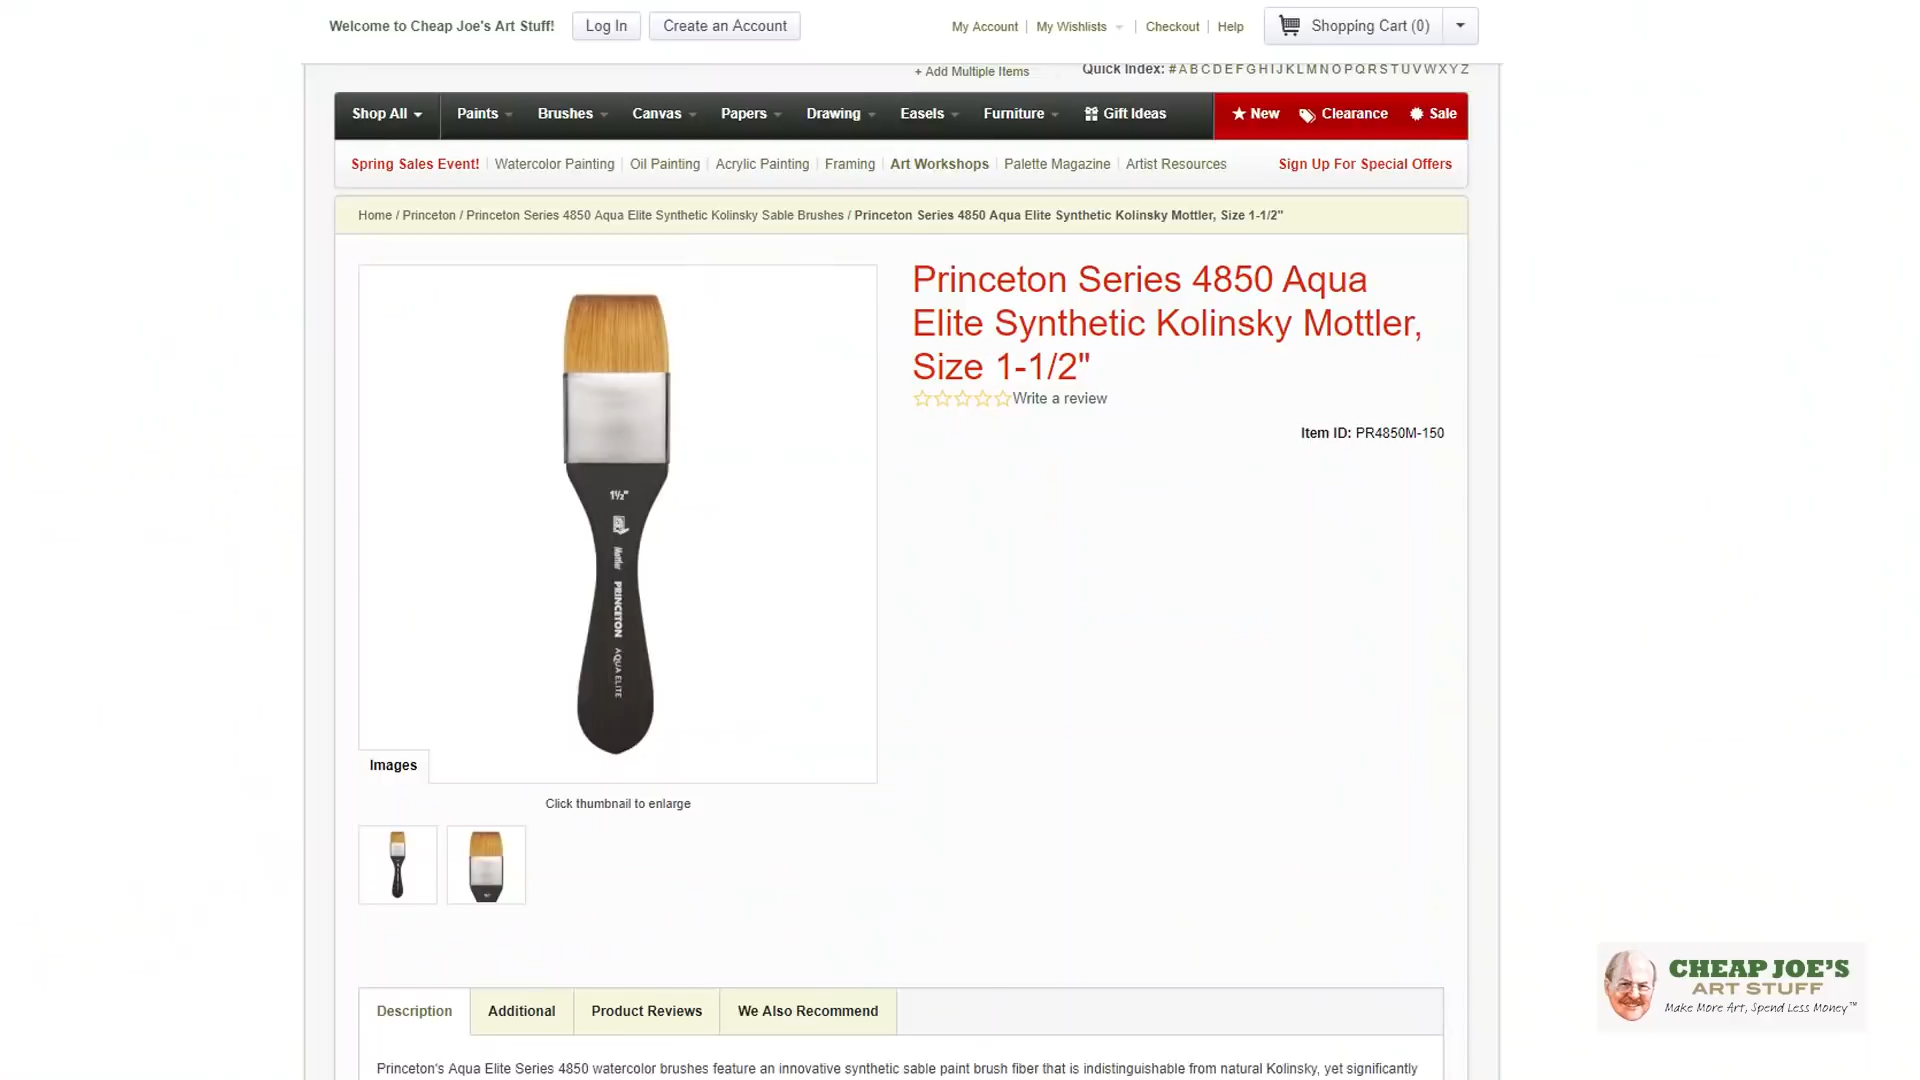 Welcome to Cheap Joe's Art Stuff! Log In Create an Account My Account My Wishlists Checkout Help Shopping Cart (0)
+ Add Multiple Items Quick Index: # A B C D E F G H I J K L M N O P Q R S T U V W X Y Z
Shop All Paints Brushes Canvas Papers Drawing Easels Furniture Gift Ideas New Clearance Sale
Spring Sales Event! Watercolor Painting Oil Painting Acrylic Painting Framing Art Workshops Palette Magazine Artist Resources Sign Up For Special Offers
Home / Princeton / Princeton Series 4850 Aqua Elite Synthetic Kolinsky Sable Brushes / Princeton Series 4850 Aqua Elite Synthetic Kolinsky Mottler, Size 1-1/2"
Princeton Series 4850 Aqua
Elite Synthetic Kolinsky Mottler,
Size 1-1/2"
Write a review
Item ID: PR4850M-150
1½"
Mottler
PRINCETON
AQUA ELITE
Images
Click thumbnail to enlarge
CHEAP JOE'S
ART STUFF
Make More Art, Spend Less Money™
Description Additional Product Reviews We Also Recommend
Princeton's Aqua Elite Series 4850 watercolor brushes feature an innovative synthetic sable paint brush fiber that is indistinguishable from natural Kolinsky, yet significantly